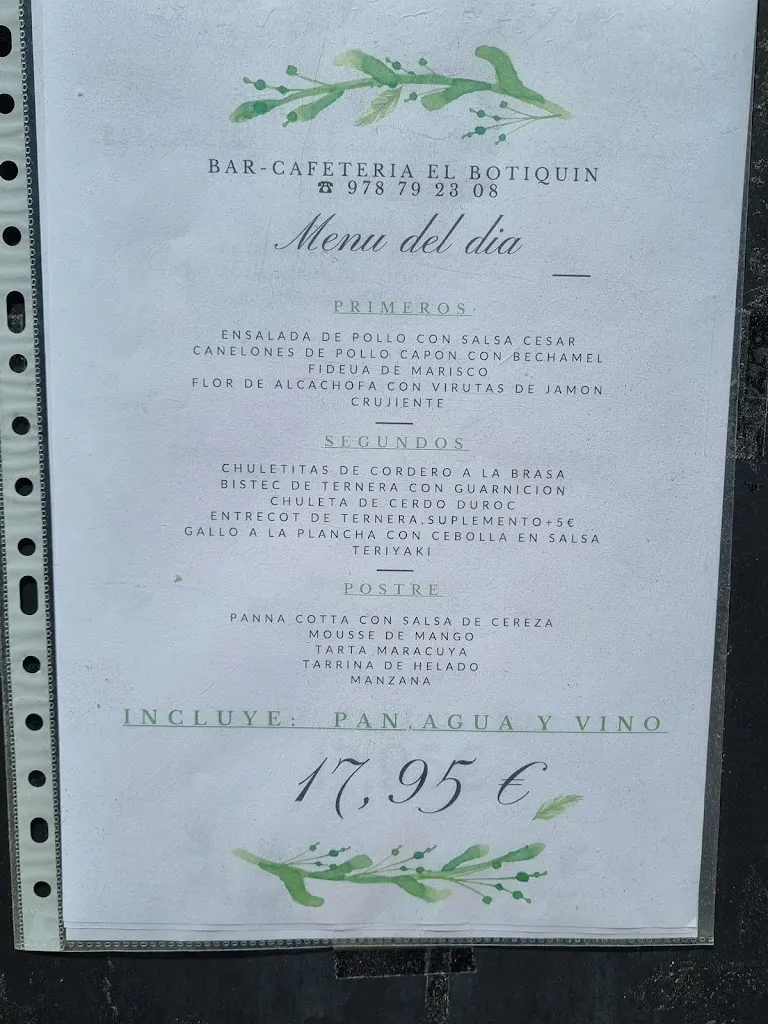 BAR-CAFETERIA EL BOTIQUIN
☎ 978 79 23 08
Menu del dia
PRIMEROS
ENSALADA DE POLLO CON SALSA CESAR
CANELONES DE POLLO CAPON CON BECHAMEL
FIDEUA DE MARISCO
FLOR DE ALCACHOFA CON VIRUTAS DE JAMON
CRUJIENTE
SEGUNDOS
CHULETITAS DE CORDERO A LA BRASA
BISTEC DE TERNERA CON GUARNICION
CHULETA DE CERDO DUROC
ENTRECOT DE TERNERA,SUPLEMENTO+5€
GALLO A LA PLANCHA CON CEBOLLA EN SALSA
TERIYAKI
POSTRE
PANNA COTTA CON SALSA DE CEREZA
MOUSSE DE MANGO
TARTA MARACUYA
TARRINA DE HELADO
MANZANA
INCLUYE: PAN,AGUA Y VINO
17,95 €